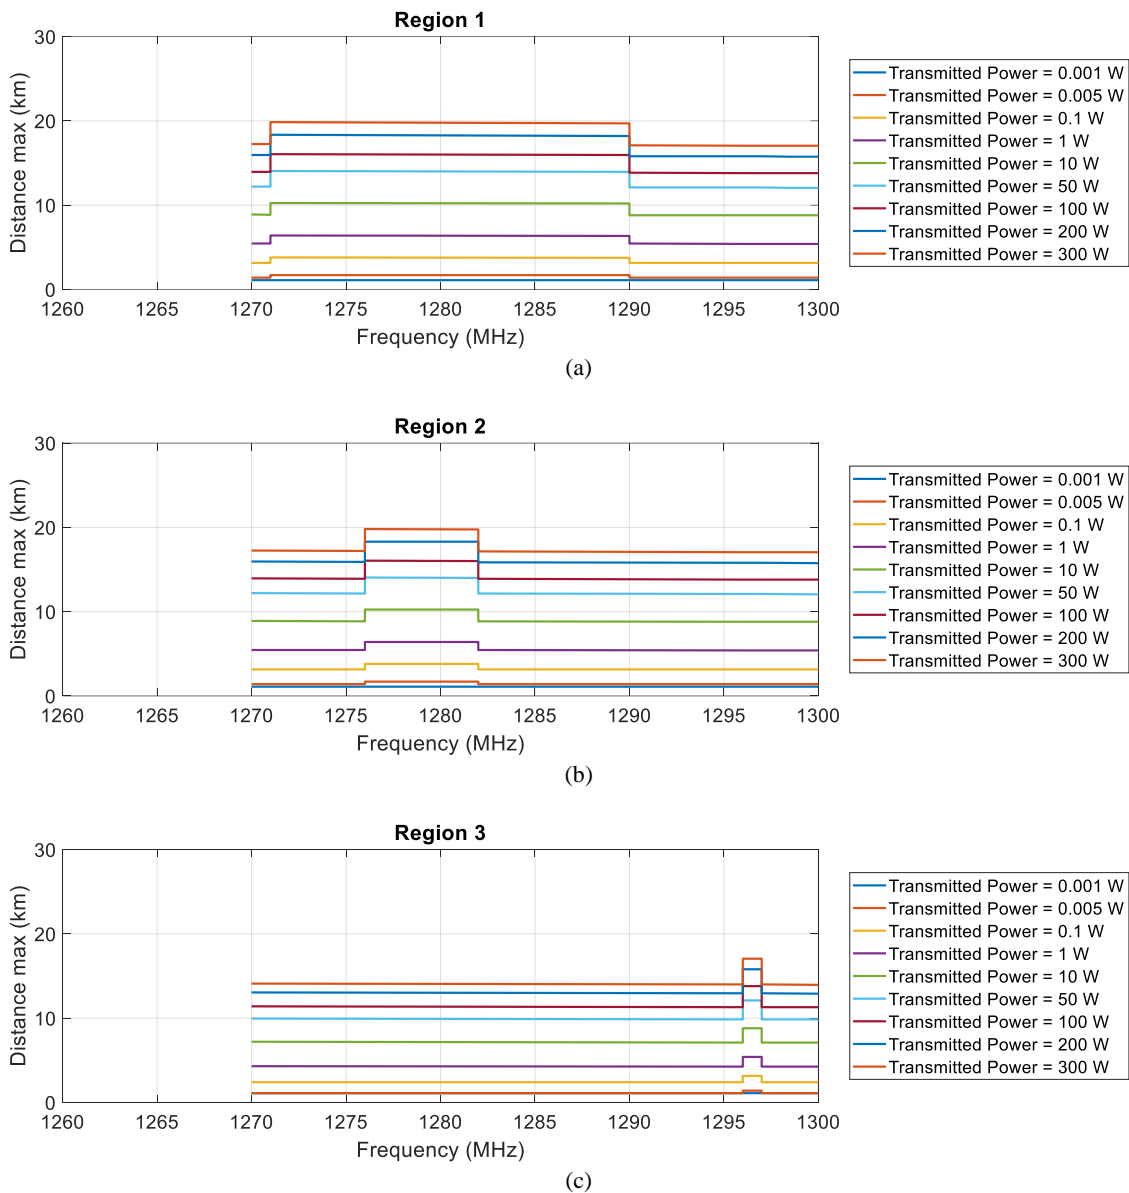 Region 1
30
20
10
0
Distance max (km)
1260 1265 1270 1275 1280 1285 1290 1295 1300
Frequency (MHz)
Transmitted Power = 0.001 W
Transmitted Power = 0.005 W
Transmitted Power = 0.1 W
Transmitted Power = 1 W
Transmitted Power = 10 W
Transmitted Power = 50 W
Transmitted Power = 100 W
Transmitted Power = 200 W
Transmitted Power = 300 W
(a)
Region 2
30
20
10
0
Distance max (km)
1260 1265 1270 1275 1280 1285 1290 1295 1300
Frequency (MHz)
Transmitted Power = 0.001 W
Transmitted Power = 0.005 W
Transmitted Power = 0.1 W
Transmitted Power = 1 W
Transmitted Power = 10 W
Transmitted Power = 50 W
Transmitted Power = 100 W
Transmitted Power = 200 W
Transmitted Power = 300 W
(b)
Region 3
30
20
10
0
Distance max (km)
1260 1265 1270 1275 1280 1285 1290 1295 1300
Frequency (MHz)
Transmitted Power = 0.001 W
Transmitted Power = 0.005 W
Transmitted Power = 0.1 W
Transmitted Power = 1 W
Transmitted Power = 10 W
Transmitted Power = 50 W
Transmitted Power = 100 W
Transmitted Power = 200 W
Transmitted Power = 300 W
(c)